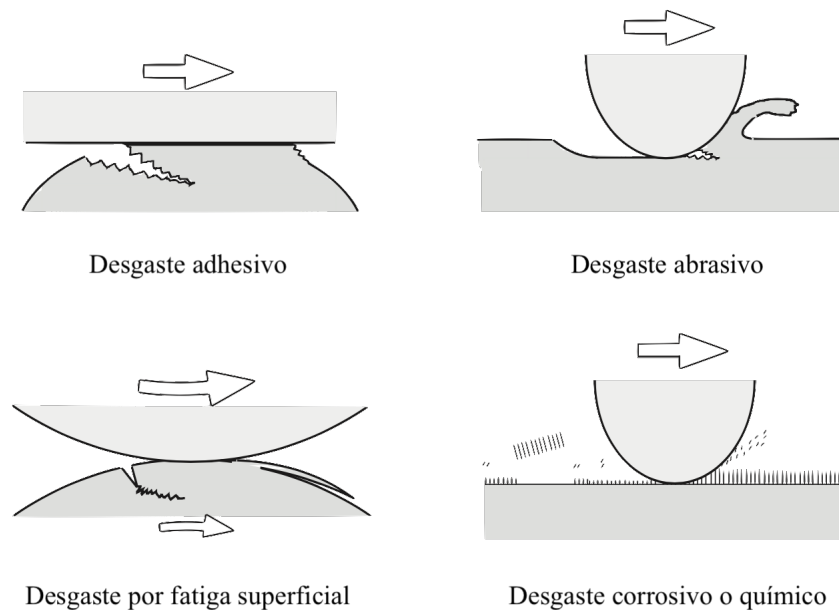 Desgaste adhesivo
Desgaste abrasivo
Desgaste por fatiga superficial
Desgaste corrosivo o químico